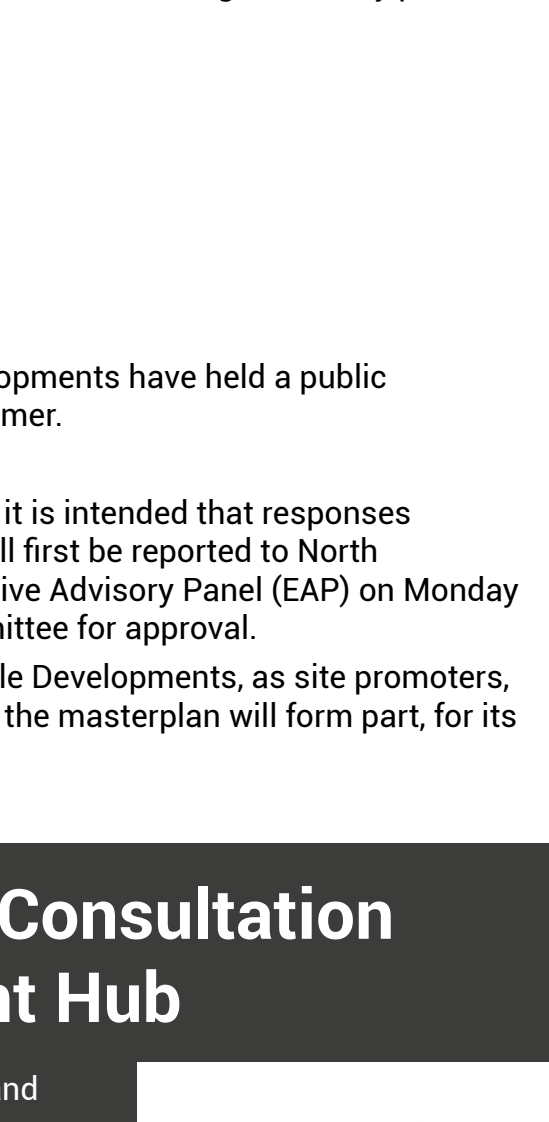 opments have held a public
mer.
it is intended that responses
ll first be reported to North
ive Advisory Panel (EAP) on Monday
ittee for approval.
le Developments, as site promoters,
the masterplan will form part, for its
Consultation
nt Hub
and